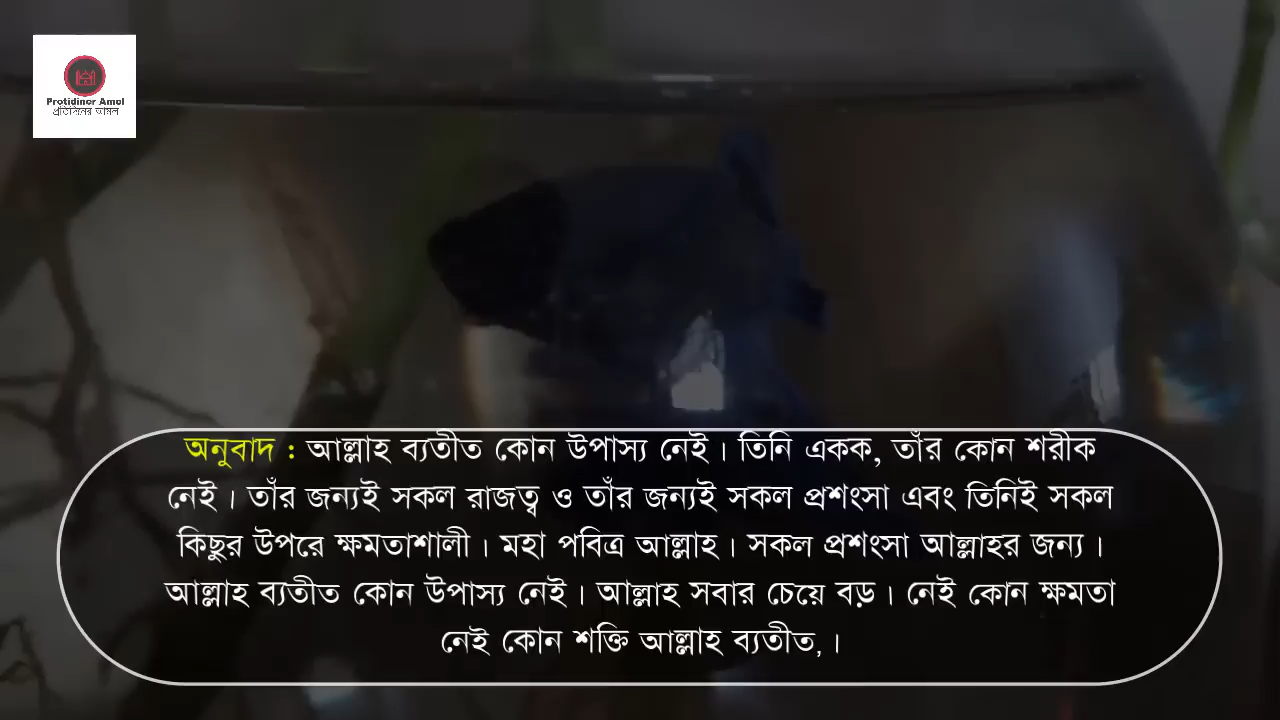 Protidiner Amol
প্রতিদিনের আমল
অনুবাদ : আল্লাহ ব্যতীত কোন উপাস্য নেই। তিনি একক, তাঁর কোন শরীক
নেই। তাঁর জন্যই সকল রাজত্ব ও তাঁর জন্যই সকল প্রশংসা এবং তিনিই সকল
কিছুর উপরে ক্ষমতাশালী। মহা পবিত্র আল্লাহ। সকল প্রশংসা আল্লাহর জন্য।
আল্লাহ ব্যতীত কোন উপাস্য নেই। আল্লাহ সবার চেয়ে বড়। নেই কোন ক্ষমতা
নেই কোন শক্তি আল্লাহ ব্যতীত,।